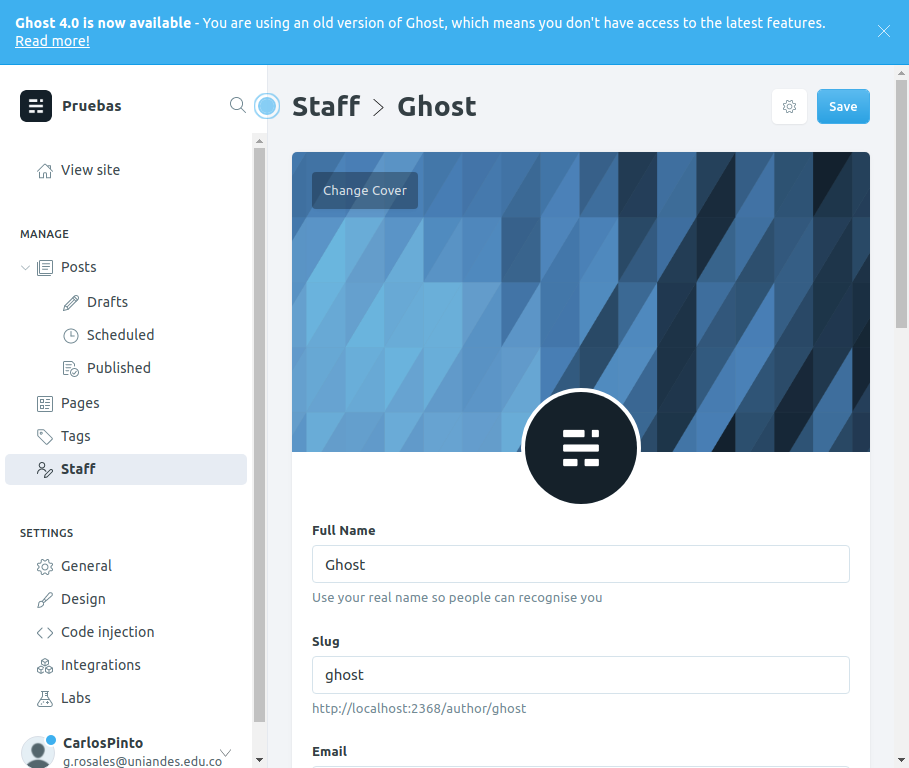 Ghost 4.0 is now available - You are using an old version of Ghost, which means you don't have access to the latest features.
Read more!
Pruebas
View site
MANAGE
Posts
Drafts
Scheduled
Published
Pages
Tags
Staff
SETTINGS
General
Design
Code injection
Integrations
Labs
CarlosPinto
g.rosales@uniandes.edu.co
Staff > Ghost
Save
Change Cover
Full Name
Ghost
Use your real name so people can recognise you
Slug
ghost
http://localhost:2368/author/ghost
Email